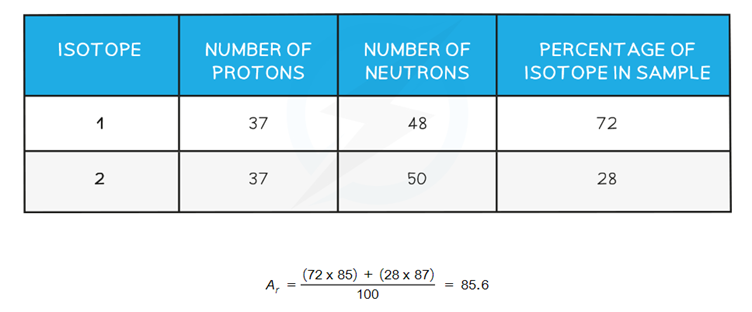 ISOTOPE NUMBER OF PROTONS NUMBER OF NEUTRONS PERCENTAGE OF ISOTOPE IN SAMPLE
1 37 48 72
2 37 50 28
A_r = (72 x 85) + (28 x 87) / 100 = 85.6